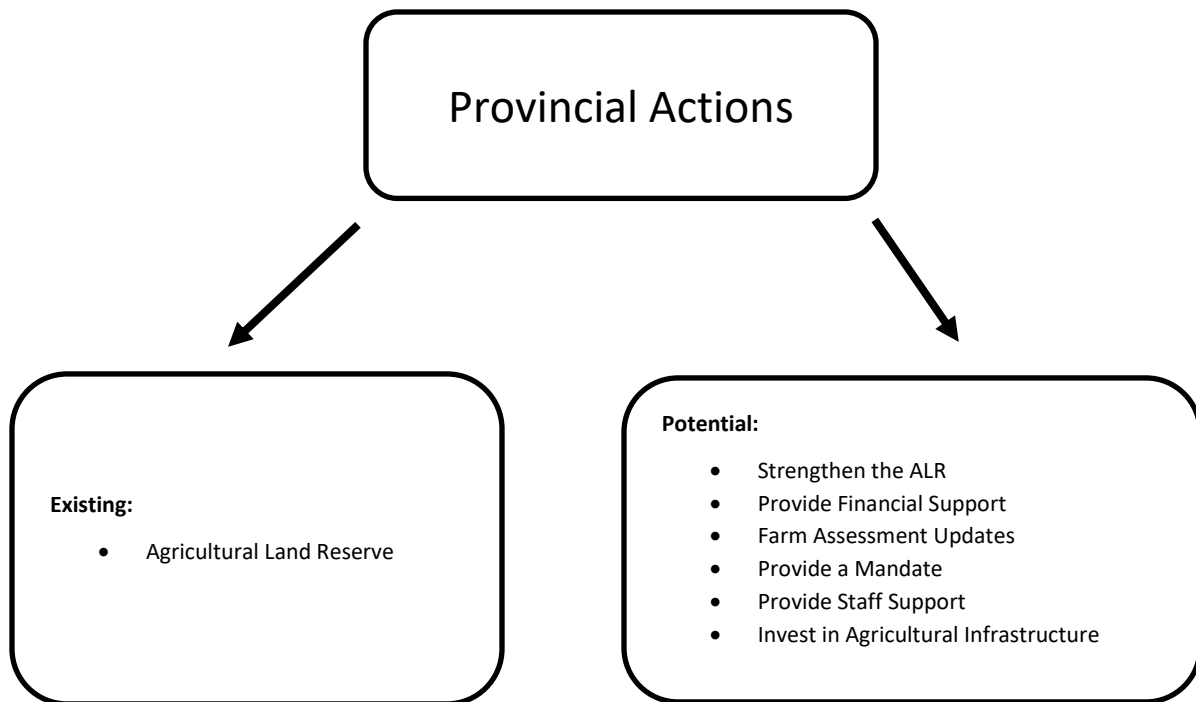 Provincial Actions
Existing:
• Agricultural Land Reserve
Potential:
• Strengthen the ALR
• Provide Financial Support
• Farm Assessment Updates
• Provide a Mandate
• Provide Staff Support
• Invest in Agricultural Infrastructure